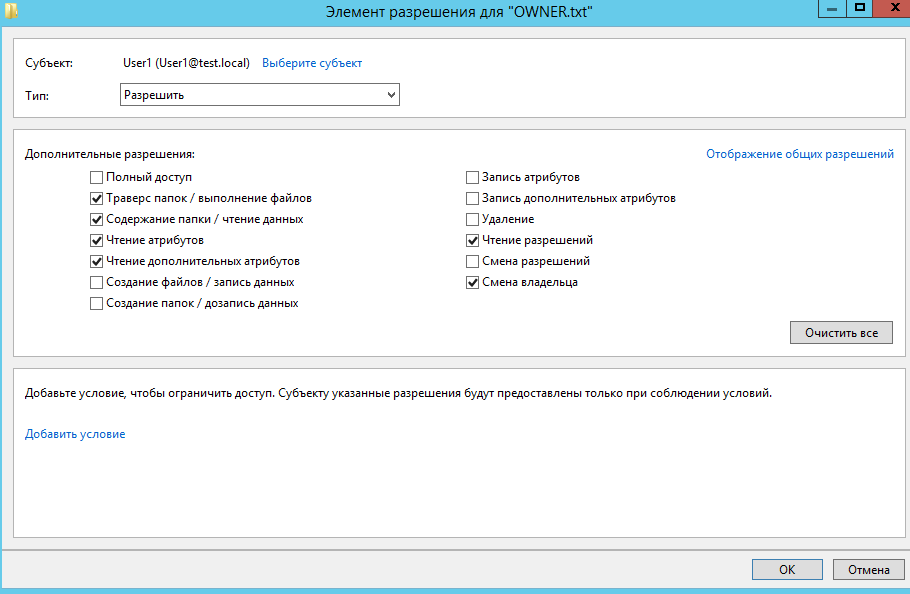 Элемент разрешения для "OWNER.txt"
Субъект: User1 (User1@test.local) Выберите субъект
Тип: Разрешить
Дополнительные разрешения: Отображение общих разрешений
Полный доступ
Траверс папок / выполнение файлов
Содержание папки / чтение данных
Чтение атрибутов
Чтение дополнительных атрибутов
Создание файлов / запись данных
Создание папок / дозапись данных
Запись атрибутов
Запись дополнительных атрибутов
Удаление
Чтение разрешений
Смена разрешений
Смена владельца
Очистить все
Добавьте условие, чтобы ограничить доступ. Субъекту указанные разрешения будут предоставлены только при соблюдении условий.
Добавить условие
ОК Отмена